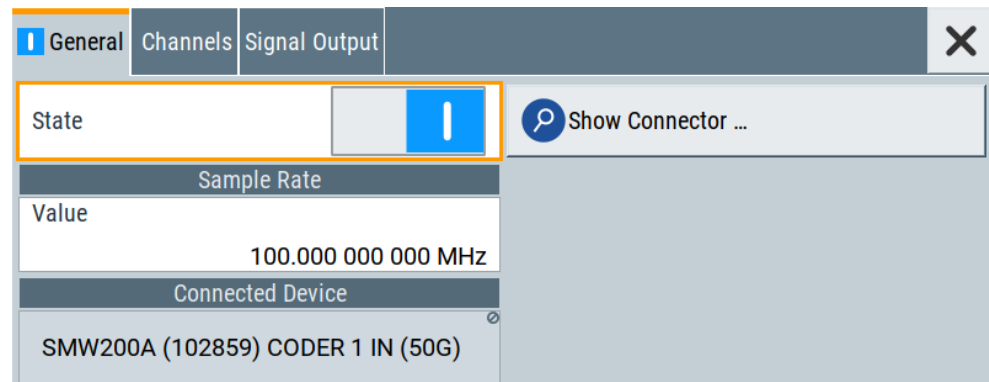 General Channels Signal Output
State
Show Connector ...
Sample Rate
Value
100.000 000 000 MHz
Connected Device
SMW200A (102859) CODER 1 IN (50G)